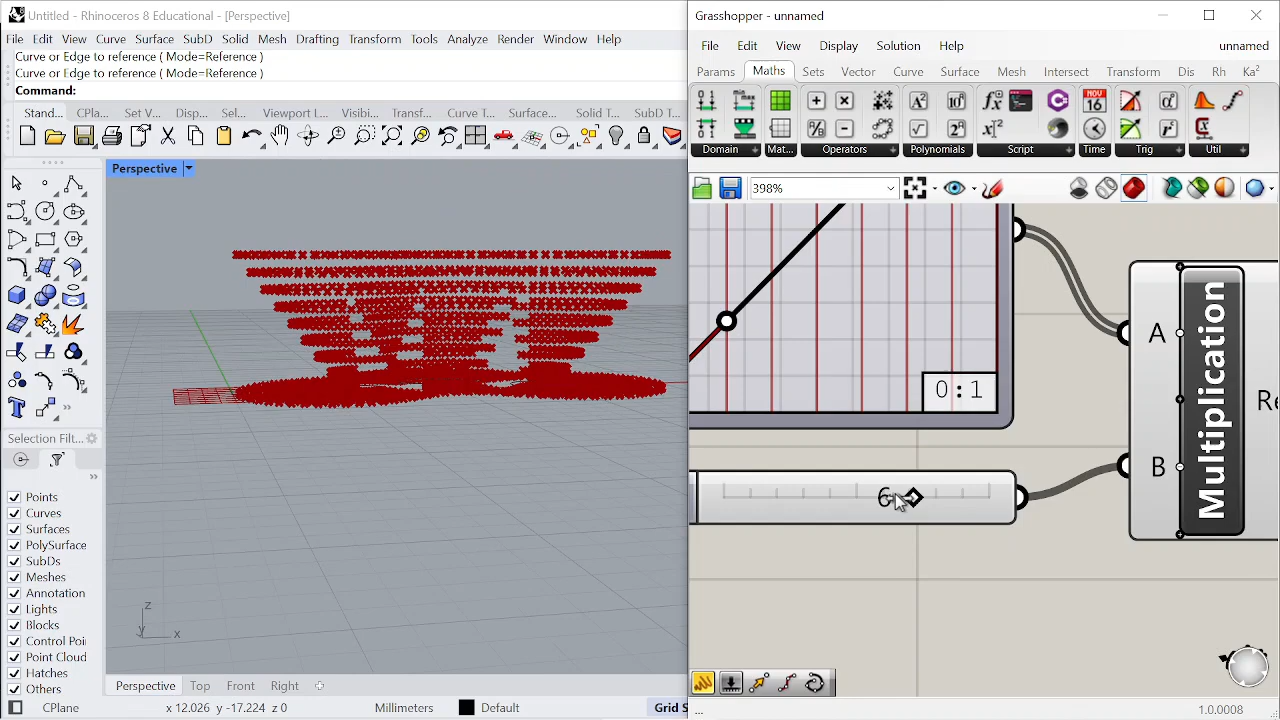 Untitled - Rhinoceros 8 Educational - [Perspective]
File Edit View Curve Surface SubD Solid Mesh Drafting Transform Tools Analyze Render Window Help
Curve or Edge to reference ( Mode=Reference )
Curve or Edge to reference ( Mode=Reference )
Command:
Stand... CPla... Set V... Disp... Sel... Layout... Visibi... Trans... Curve T... Surface... Solid T... SubD T
Perspective
Selection Filt...
Points
Curves
Surfaces
PolySurface
SubDs
Meshes
Annotation
Lights
Blocks
Control Poi
Point Cloud
Hatches
Others
z
y x
Perspective Top Front Right
CPlane x 12.026 y -17.227 z 0 Millimeters Default Grid S
Grasshopper - unnamed
File Edit View Display Solution Help unnamed
Params Maths Sets Vector Curve Surface Mesh Intersect Transform Dis Rh Ka²
Domain Mat... Operators Polynomials Script Time Trig Util
398%
0 : 1
A
Multiplication
Re
B
6
...
1.0.0008